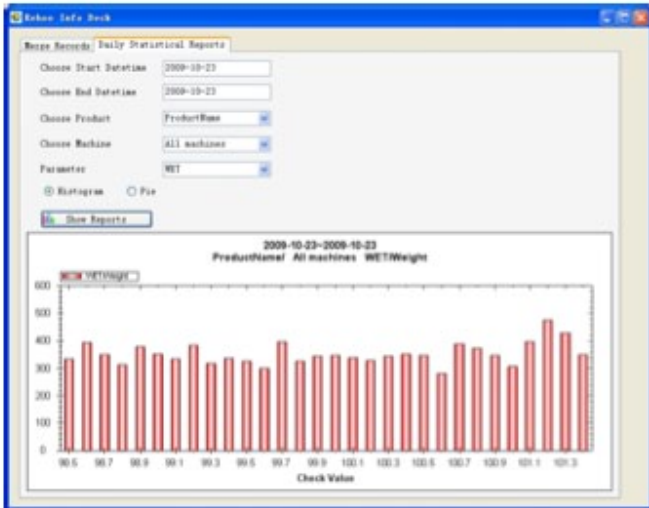 Info Desk
Merge Records Daily Statistical Reports
Choose Start Datetime 2009-10-23
Choose End Datetime 2009-10-23
Choose Product ProductName
Choose Machine All machines
Parameter WET
Histogram Pie
Show Reports
2009-10-23~2009-10-23
ProductName/ All machines WET/Weight
WET/Weight
600
500
400
300
200
100
0
98.5 98.7 98.9 99.1 99.3 99.5 99.7 99.9 100.1 100.3 100.5 100.7 100.9 101.1 101.3
Check Value